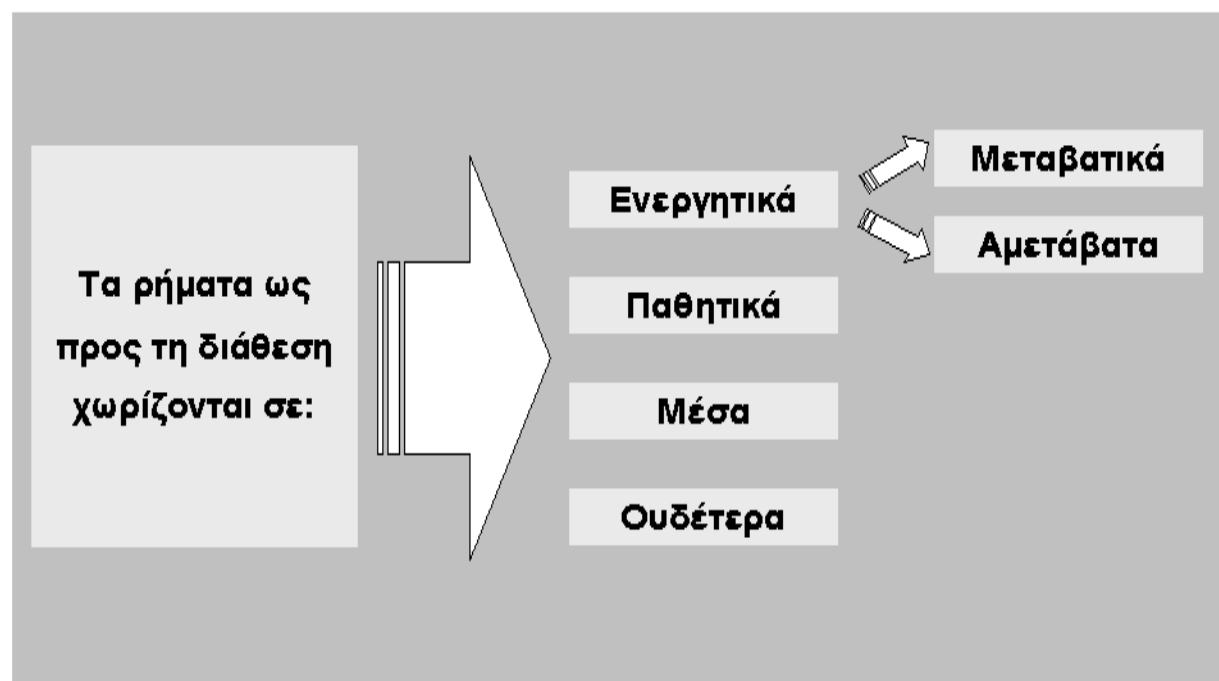 Τα ρήματα ως
προς τη διάθεση
χωρίζονται σε:
Ενεργητικά
Μεταβατικά
Αμετάβατα
Παθητικά
Μέσα
Ουδέτερα